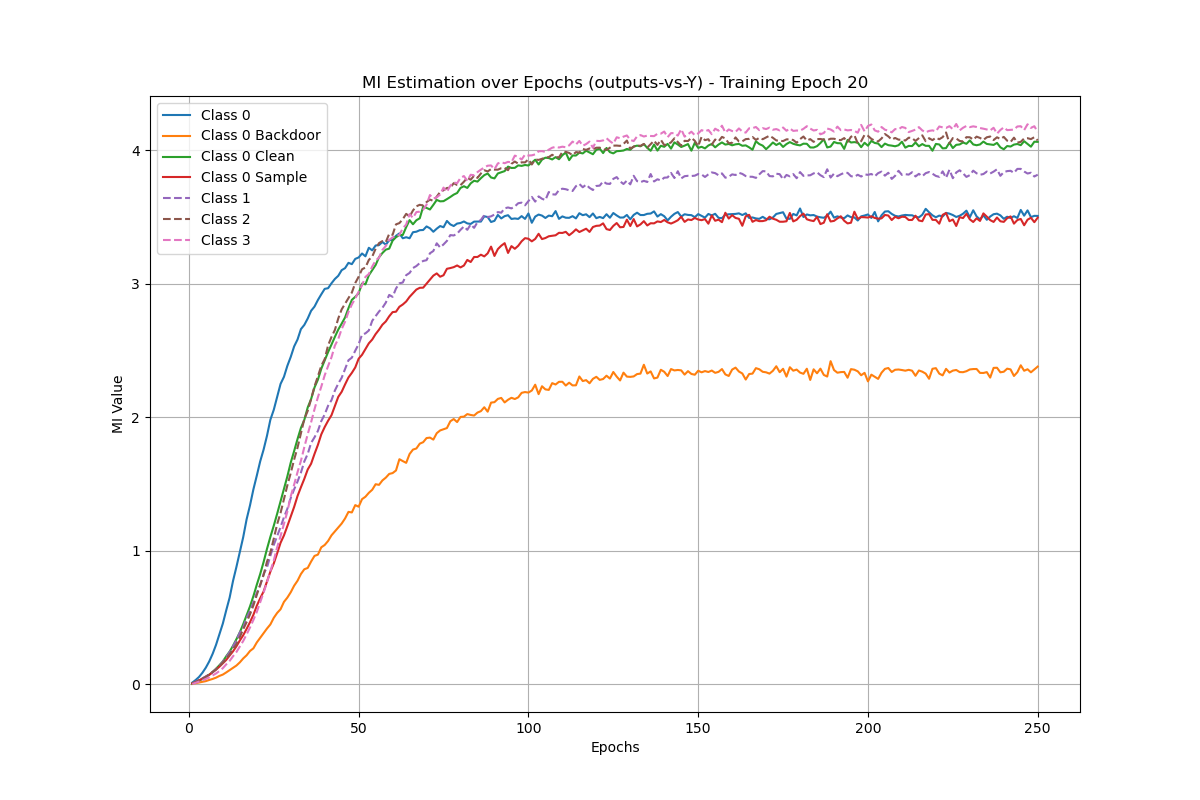 MI Estimation over Epochs (outputs-vs-Y) - Training Epoch 20
Class 0
Class 0 Backdoor
Class 0 Clean
Class 0 Sample
Class 1
Class 2
Class 3
MI Value
4
3
2
1
0
0 50 100 150 200 250
Epochs